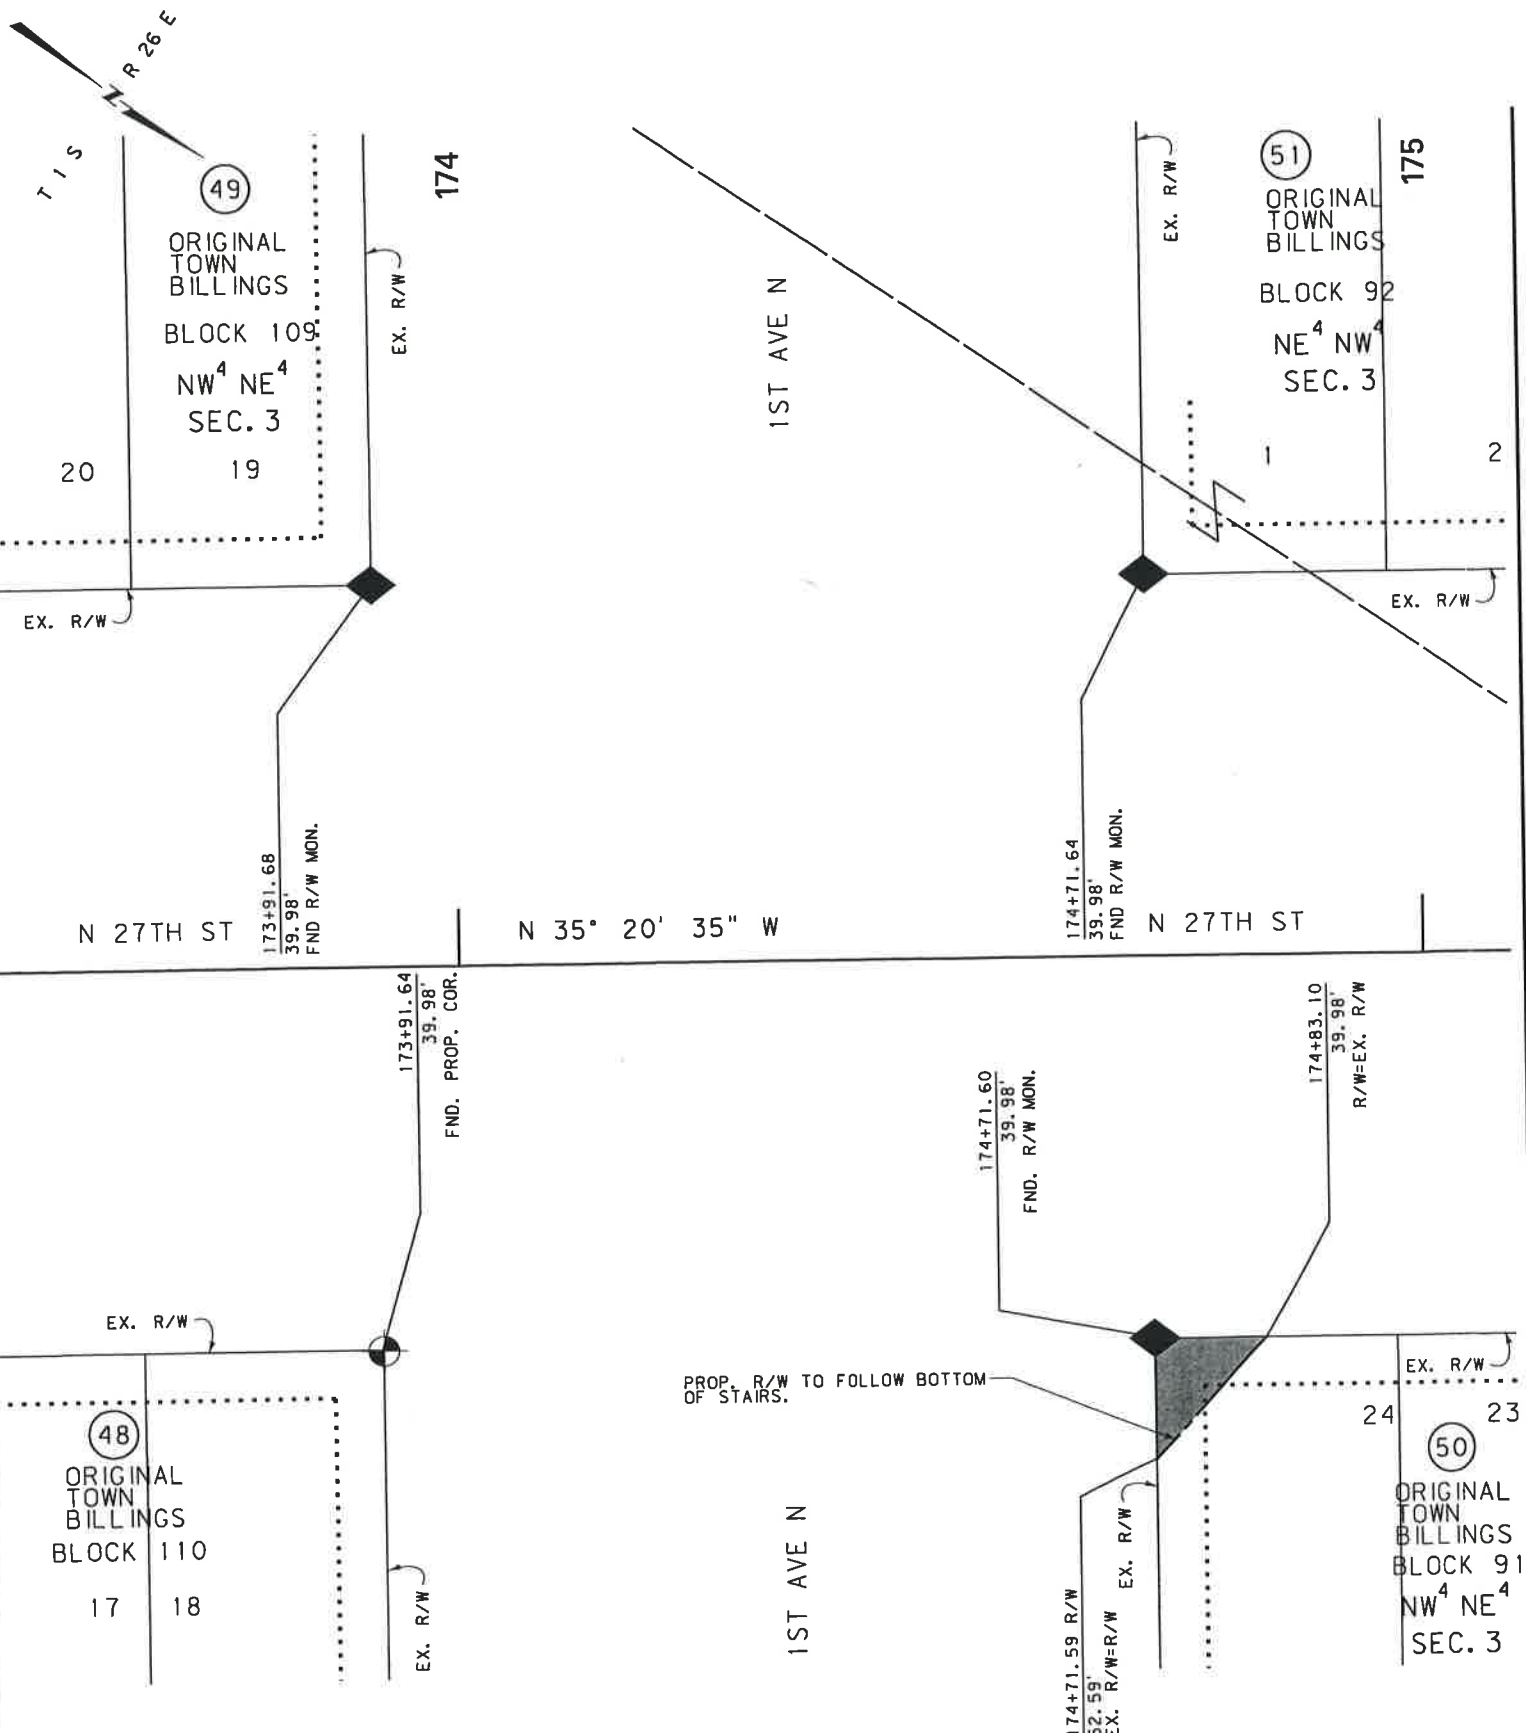 R 26 E
T 1 S
49
ORIGINAL
TOWN
BILLINGS
BLOCK 109
NW⁴ NE⁴
SEC. 3
20
19
EX. R/W
EX. R/W
174
1ST AVE N
EX. R/W
51
ORIGINAL
TOWN
BILLINGS
BLOCK 92
NE⁴ NW⁴
SEC. 3
1
2
175
EX. R/W
173+91.68
39.98'
FND R/W MON.
174+71.64
39.98'
FND R/W MON.
N 27TH ST
N 35° 20' 35" W
N 27TH ST
173+91.64
39.98'
FND. PROP. COR.
174+71.60
39.98'
FND. R/W MON.
174+83.10
39.98'
R/W=EX. R/W
EX. R/W
48
ORIGINAL
TOWN
BILLINGS
BLOCK 110
17
18
EX. R/W
PROP. R/W TO FOLLOW BOTTOM
OF STAIRS.
1ST AVE N
174+71.59 R/W
52.59'
EX. R/W=R/W
EX. R/W
EX. R/W
24
23
50
ORIGINAL
TOWN
BILLINGS
BLOCK 91
NW⁴ NE⁴
SEC. 3